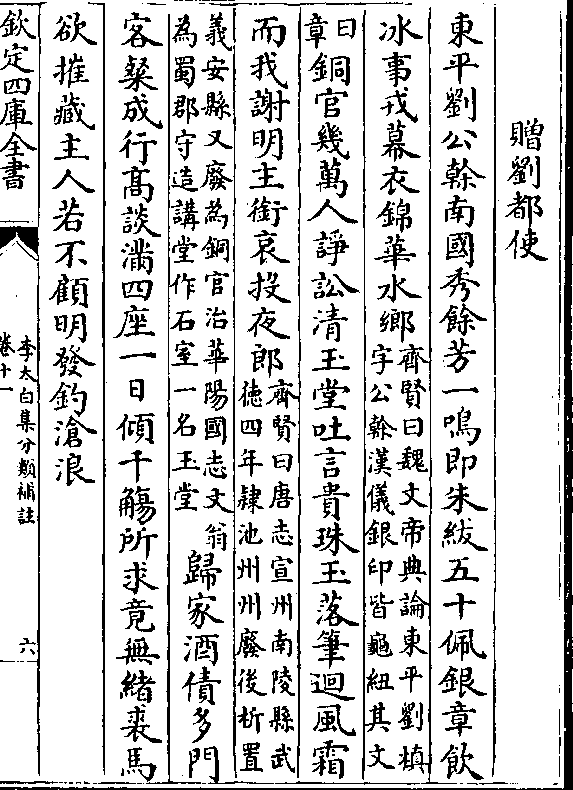 贈劉都使
東平劉公幹南國秀餘芳一鳴即朱紱五十佩銀章飲
冰事戎幕衣錦華水鄉
齊賢曰魏文帝典論東平劉楨
字公幹漢儀銀印皆龜紐其文
曰
章
銅官幾萬人諍訟清玉堂吐言貴珠玉落筆迴風霜
而我謝明主銜哀投夜郎
齊賢曰唐志宣州南陵縣武
德四年隸池州州廢後析置
義安縣又廢為銅官治華陽國志文翁
為蜀郡守造講堂作石室一名玉堂
歸家酒債多門
客粲成行髙談滿四座一日傾千觴所求竟無緒裘馬
欲摧藏主人若不顧明發釣滄浪
欽定四庫全書
李太白集分類補註
卷十一
六